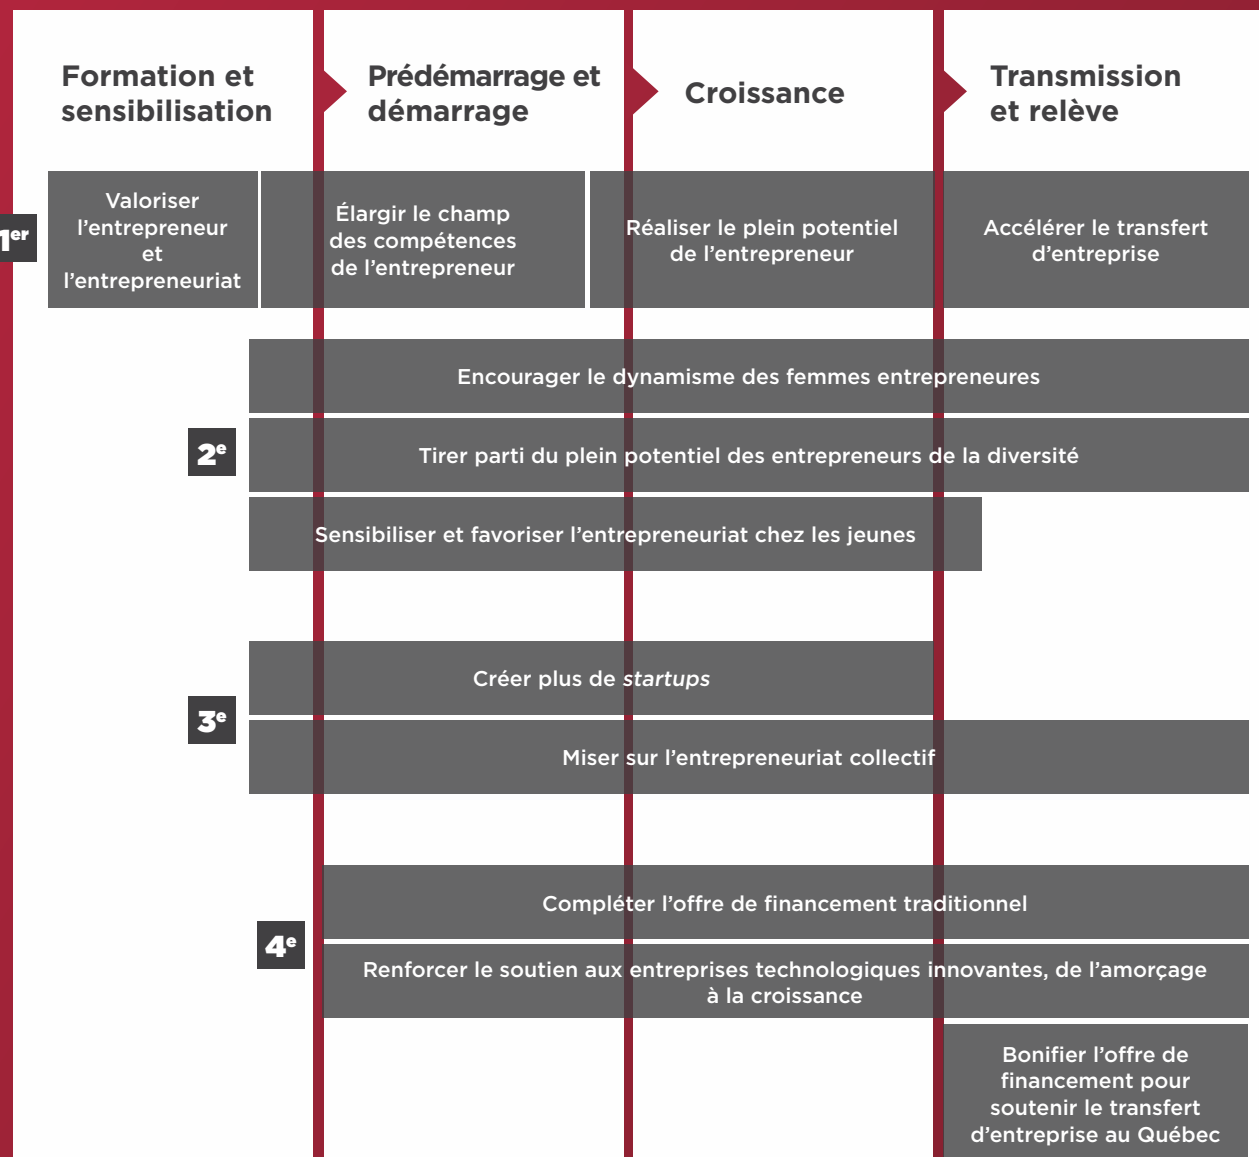 Formation et
sensibilisation
Prédémarrage et
démarrage
Croissance
Transmission
et relève
1er
Valoriser
l’entrepreneur
et
l’entrepreneuriat
Élargir le champ
des compétences
de l’entrepreneur
Réaliser le plein potentiel
de l’entrepreneur
Accélérer le transfert
d’entreprise
2e
Encourager le dynamisme des femmes entrepreneures
Tirer parti du plein potentiel des entrepreneurs de la diversité
Sensibiliser et favoriser l’entrepreneuriat chez les jeunes
3e
Créer plus de startups
Miser sur l’entrepreneuriat collectif
4e
Compléter l’offre de financement traditionnel
Renforcer le soutien aux entreprises technologiques innovantes, de l’amorçage
à la croissance
Bonifier l’offre de
financement pour
soutenir le transfert
d’entreprise au Québec